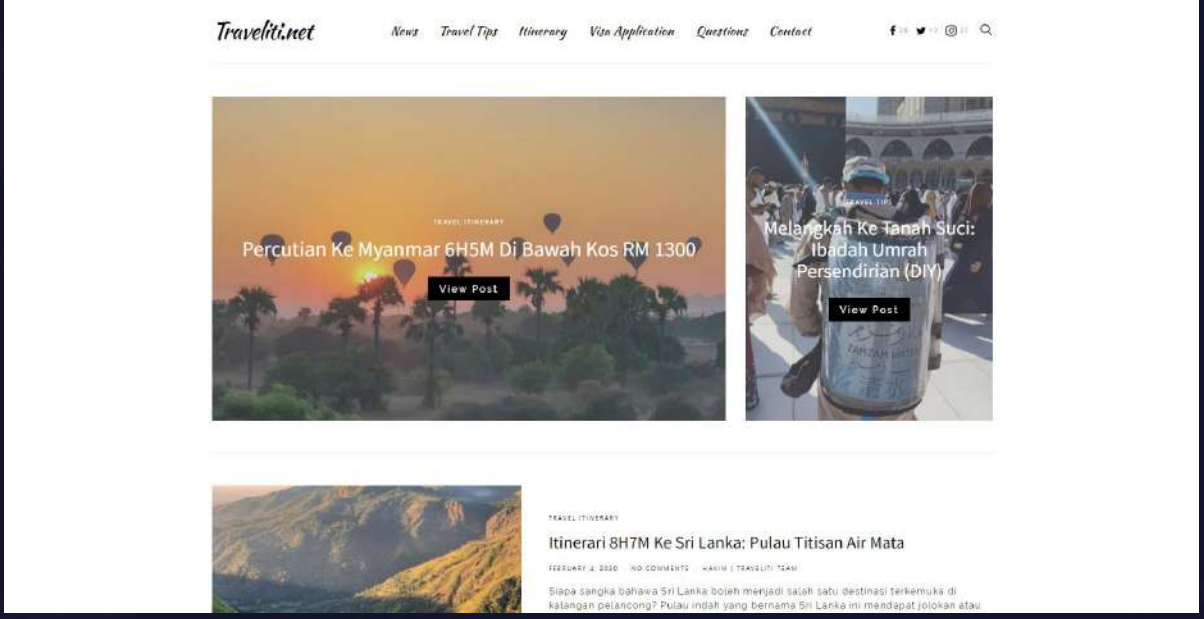 Traveliti.net
News Travel Tips Itinerary Visa Application Questions Contact
TRAVEL ITINERARY
Percutian Ke Myanmar 6H5M Di Bawah Kos RM 1300
View Post
TRAVEL TIPS
Melangkah Ke Tanah Suci:
Ibadah Umrah
Persendirian (DIY)
View Post
ZAMZAM WATER
TRAVEL ITINERARY
Itinerari 8H7M Ke Sri Lanka: Pulau Titisan Air Mata
FEBRUARY 4, 2020 NO COMMENTS HAKIM | TRAVELITI TEAM
Siapa sangka bahawa Sri Lanka boleh menjadi salah satu destinasi terkemuka di
kalangan pelancong? Pulau indah yang bernama Sri Lanka ini mendapat jolokan atau